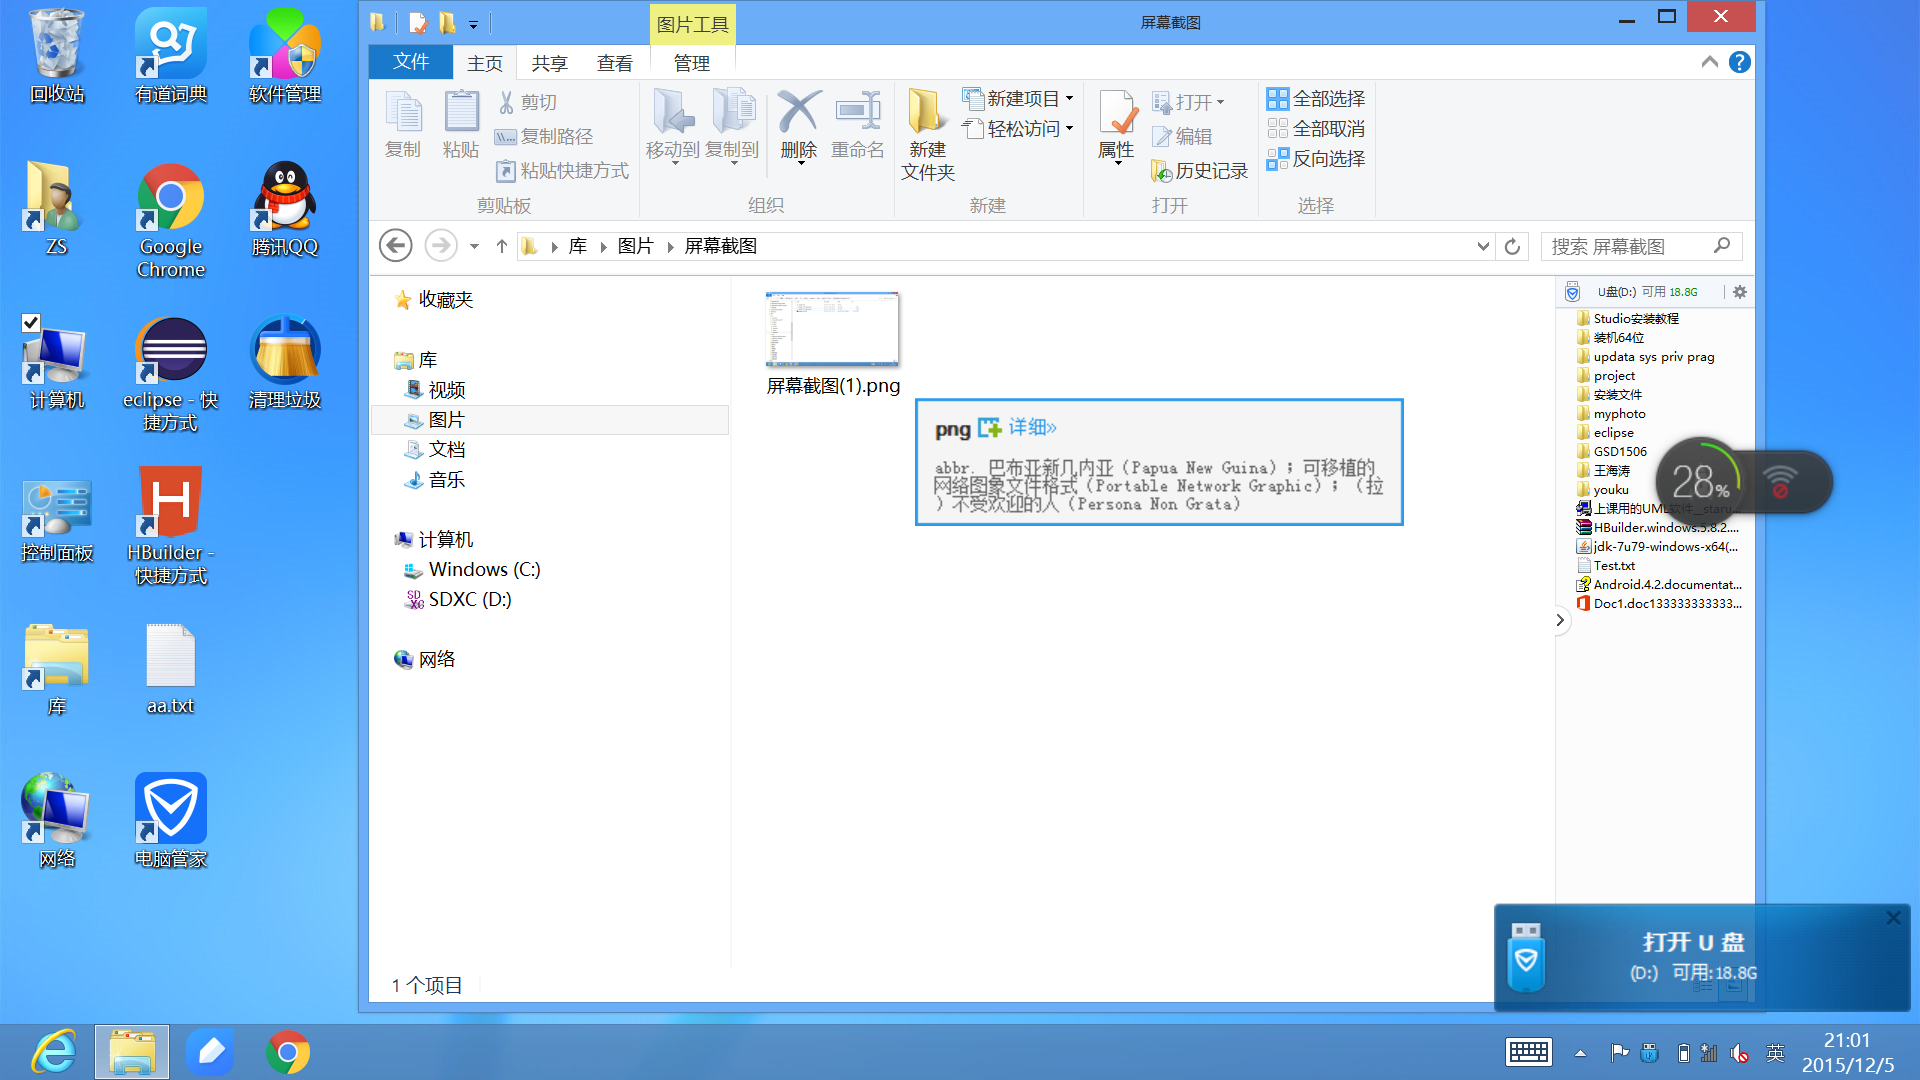 回收站
有道词典
软件管理
ZS
Google Chrome
腾讯QQ
计算机
eclipse - 快捷方式
清理垃圾
控制面板
HBuilder - 快捷方式
库
aa.txt
网络
电脑管家
图片工具
屏幕截图
文件
主页
共享
查看
管理
复制
粘贴
剪切
复制路径
粘贴快捷方式
剪贴板
移动到
复制到
删除
重命名
组织
新建
文件夹
新建项目
轻松访问
新建
属性
打开
编辑
历史记录
打开
全部选择
全部取消
反向选择
选择
库
图片
屏幕截图
搜索 屏幕截图
收藏夹
库
视频
图片
文档
音乐
计算机
Windows (C:)
SDXC (D:)
网络
屏幕截图(1).png
png 详细»
abbr. 巴布亚新几内亚（Papua New Guina）；可移植的
网络图象文件格式（Portable Network Graphic）；（拉
）不受欢迎的人（Persona Non Grata）
U盘(D:) 可用 18.8G
Studio安装教程
装机64位
updata sys priv prag
project
安装文件
myphoto
eclipse
GSD1506
王海涛
youku
上课用的UML软件__staru...
HBuilder.windows.5.8.2....
jdk-7u79-windows-x64(...
Test.txt
Android.4.2.documentat...
Doc1.doc133333333333...
28%
打开 U 盘
(D:) 可用:18.8G
1 个项目
英
21:01
2015/12/5